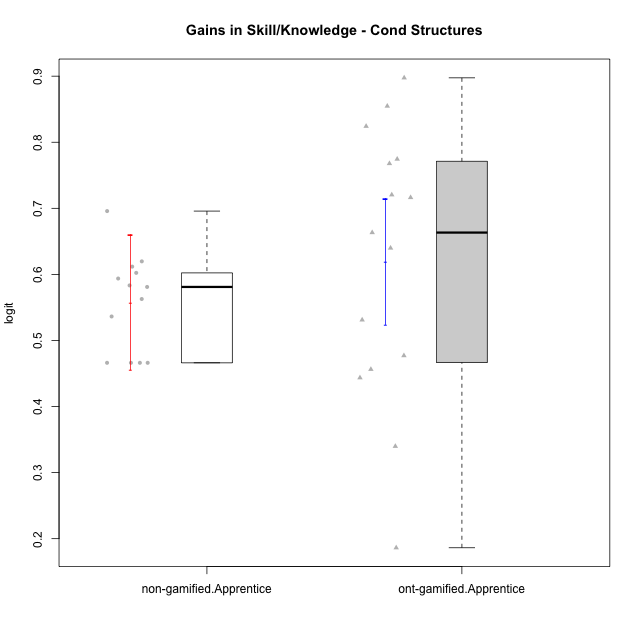 Gains in Skill/Knowledge - Cond Structures
0.9
0.8
0.7
0.6
0.5
0.4
0.3
0.2
logit
non-gamified.Apprentice
ont-gamified.Apprentice